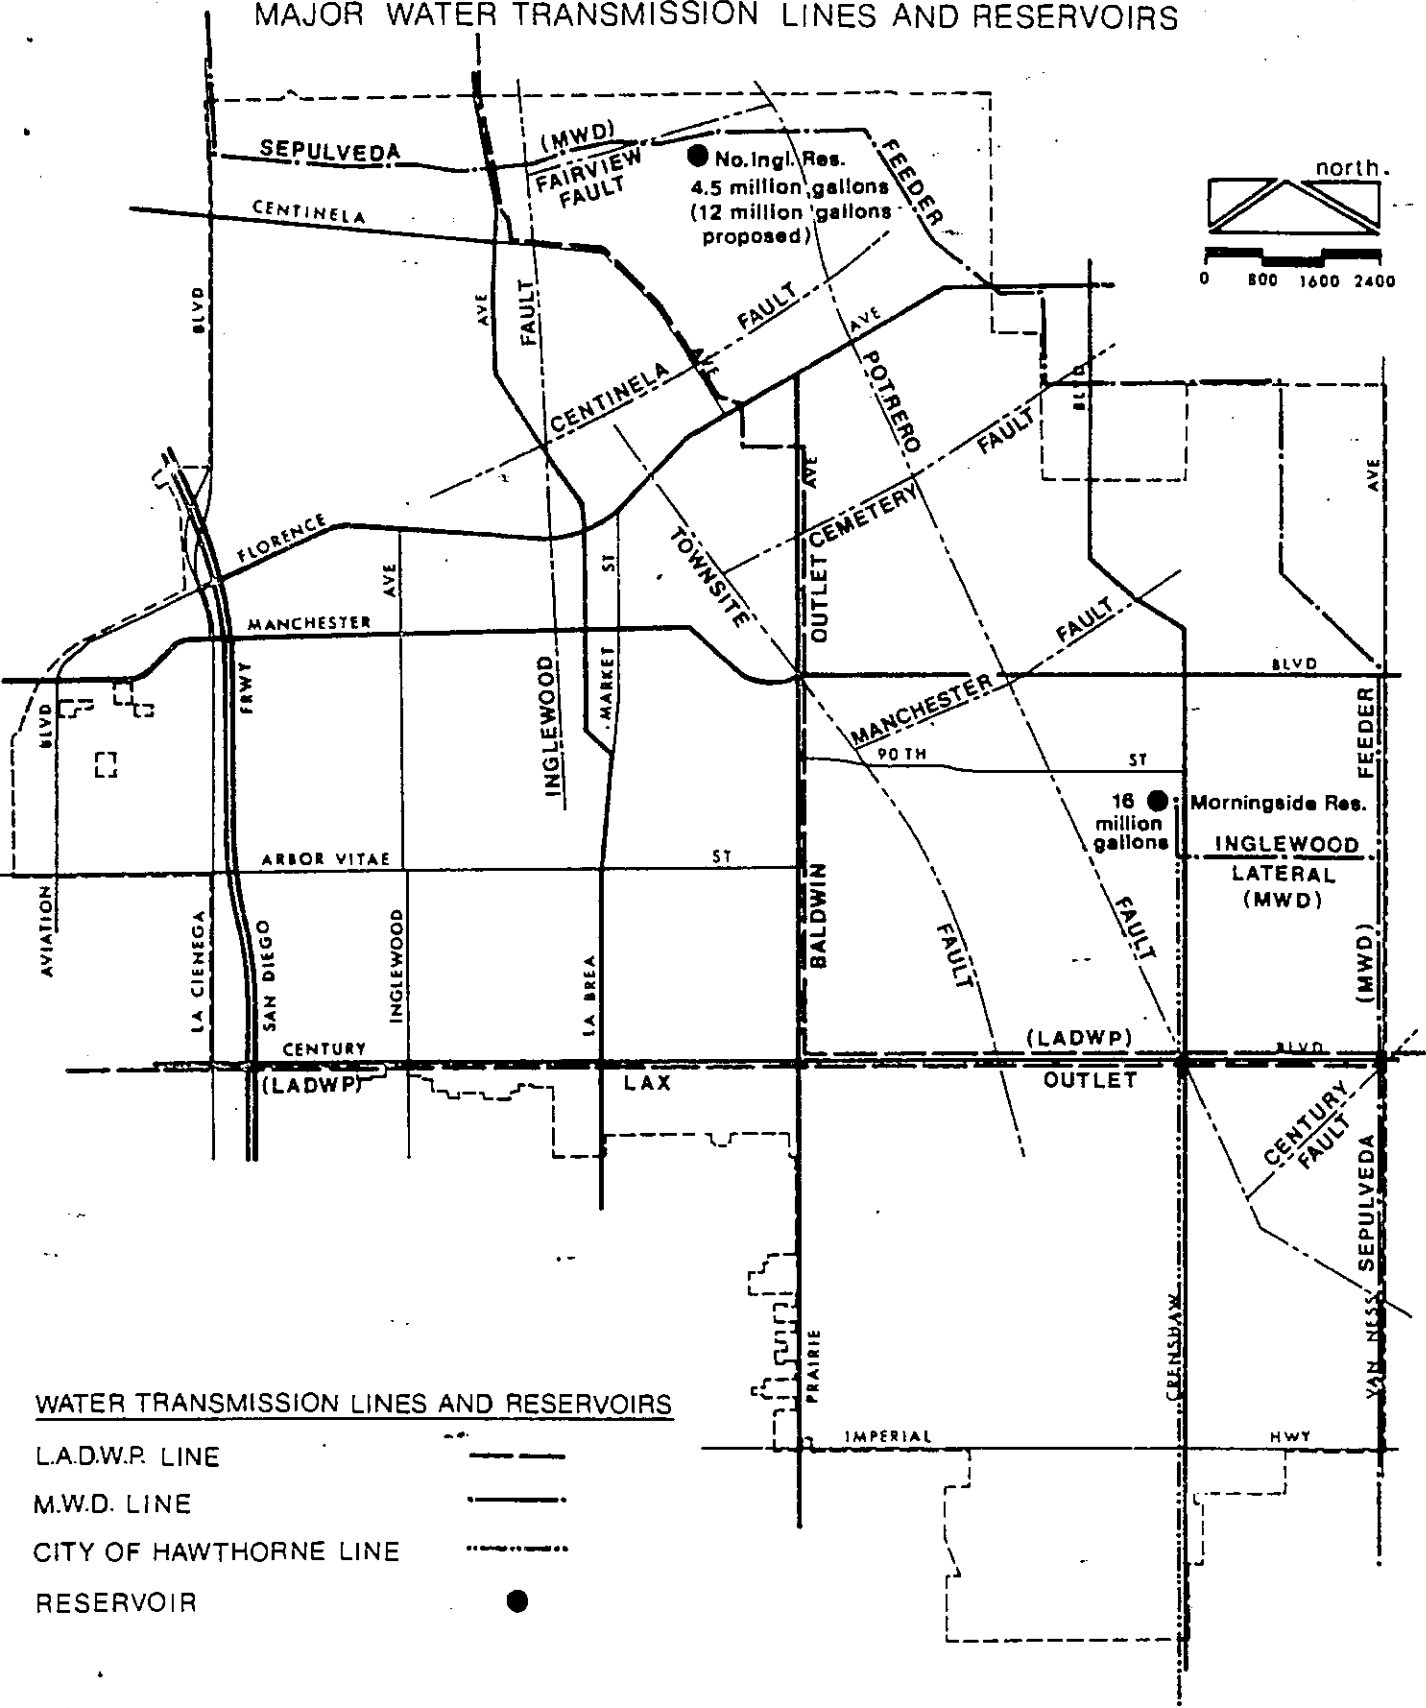 MAJOR WATER TRANSMISSION LINES AND RESERVOIRS
SEPULVEDA
(MWD)
FEEDER
FAIRVIEW
FAULT
No. Ingl. Res.
4.5 million gallons
(12 million gallons
proposed)
north.
0 800 1600 2400
CENTINELA
AVE
BLVD
AVE
FAULT
CENTINELA
FAULT
AVE
POTRERO
BLVD
CEMETERY
FAULT
AVE
AVE
FLORENCE
AVE
ST
TOWNSITE
OUTLET
MANCHESTER
BLVD
MANCHESTER
FAULT
FRWY
BLVD
INGLEWOOD
MARKET
90 TH
ST
FEEDER
16
million
gallons
Morningside Res.
INGLEWOOD
LATERAL
(MWD)
ARBOR VITAE
ST
AVIATION
LA CIENEGA
SAN DIEGO
INGLEWOOD
LA BREA
BALDWIN
FAULT
FAULT
(MWD)
CENTURY
BLVD
(LADWP)
LAX
(LADWP)
OUTLET
CENTURY
FAULT
SEPULVEDA
PRAIRIE
CRENSHAW
VAN NESS
IMPERIAL
HWY
WATER TRANSMISSION LINES AND RESERVOIRS
L.A.D.W.P. LINE
M.W.D. LINE
CITY OF HAWTHORNE LINE
RESERVOIR